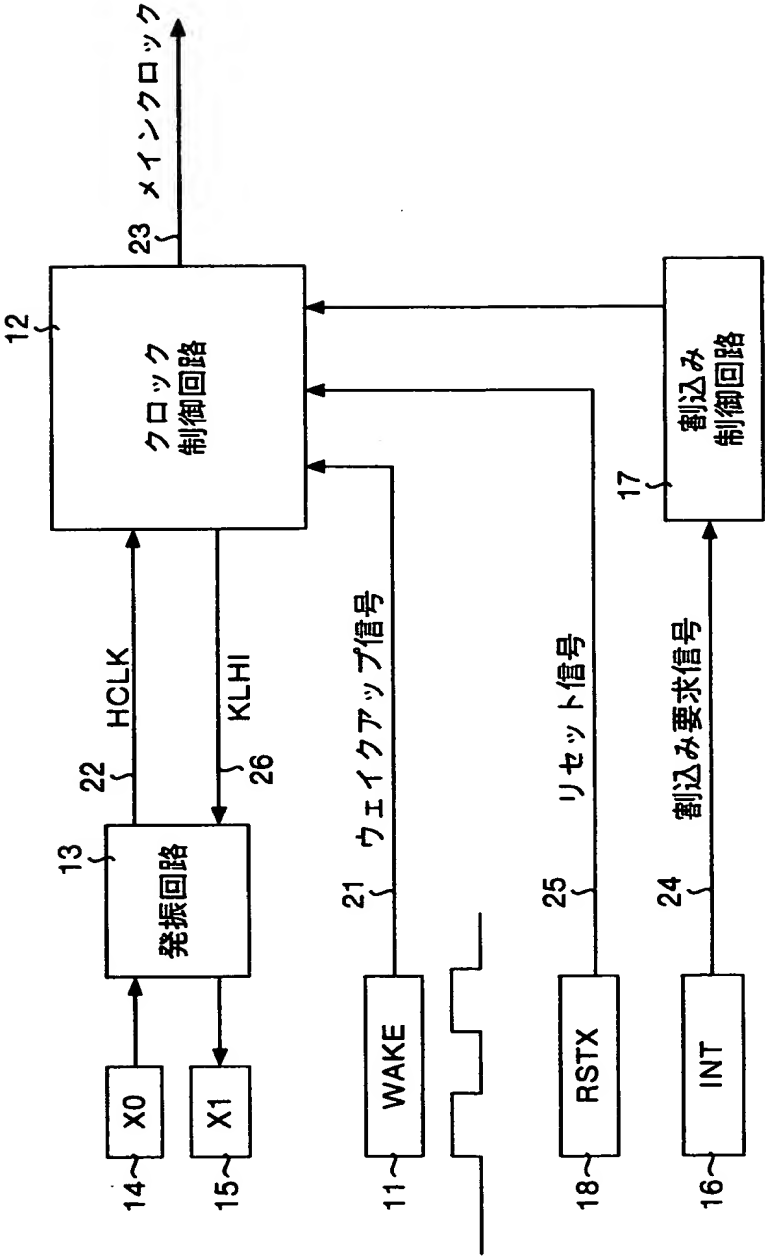 14
X0
15
X1
13
発振回路
22
HCLK
KLHI
26
12
クロック
制御回路
23
メインクロック
11
WAKE
21
ウェイクアップ信号
18
RSTX
25
リセット信号
16
INT
24
割込み要求信号
17
割込み
制御回路